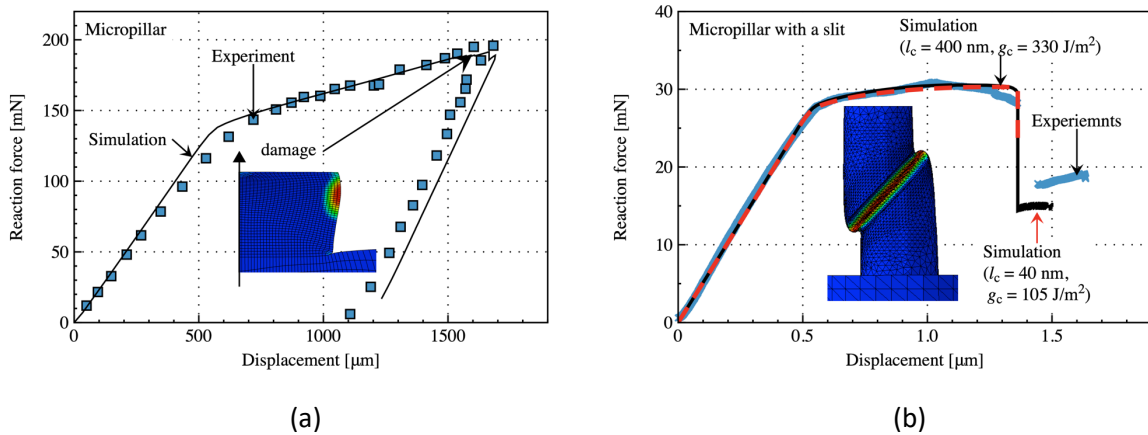 Micropillar
Experiment
Simulation
damage
Reaction force [mN]
200
150
100
50
0
0 500 1000 1500
Displacement [μm]
(a)
Micropillar with a slit
Simulation
(lc = 400 nm, gc = 330 J/m²)
Experiemnts
Simulation
(lc = 40 nm,
gc = 105 J/m²)
Reaction force [mN]
40
30
20
10
0
0 0.5 1.0 1.5
Displacement [μm]
(b)